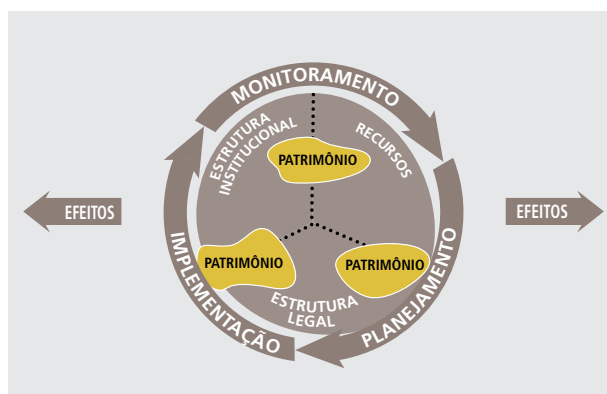 MONITORAMENTO
ESTRUTURA
INSTITUCIONAL
RECURSOS
PATRIMÔNIO
EFEITOS
EFEITOS
PATRIMÔNIO
PATRIMÔNIO
IMPLEMENTAÇÃO
ESTRUTURA
LEGAL
PLANEJAMENTO